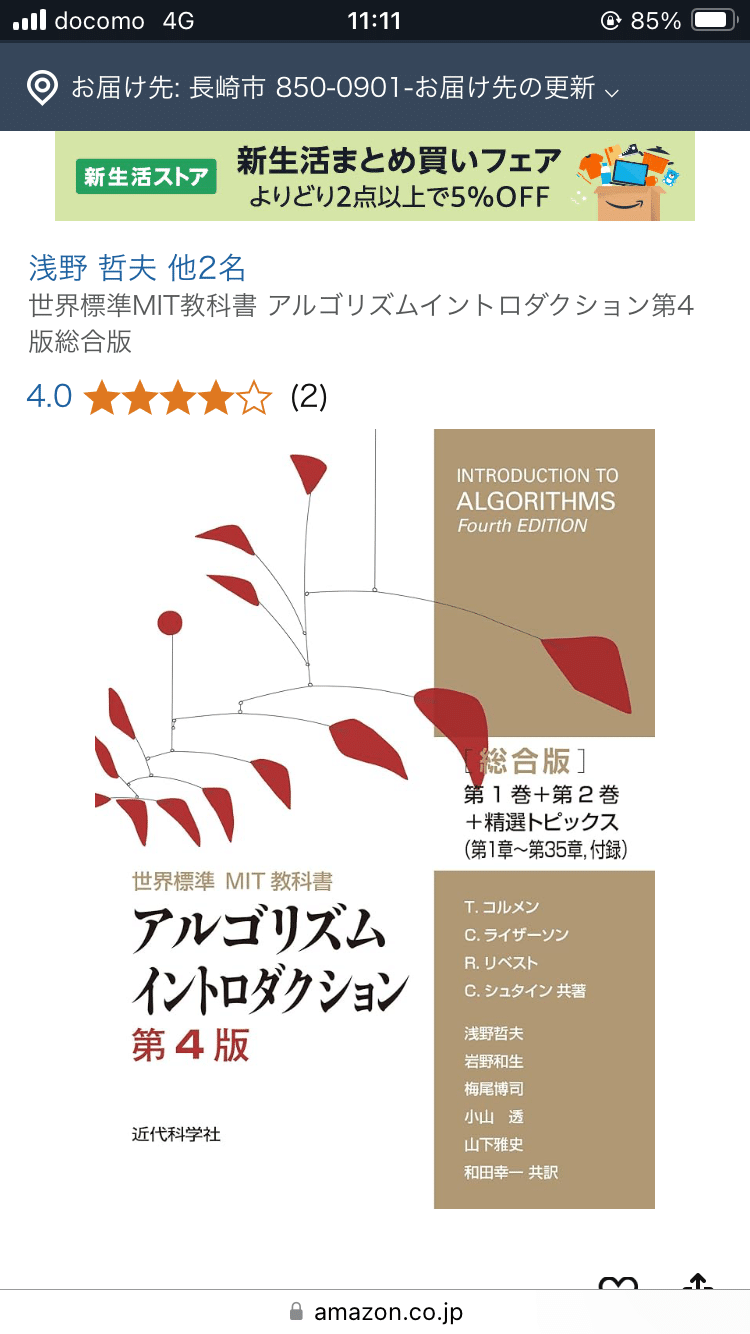 docomo 4G 11:11 85%
お届け先: 長崎市 850-0901-お届け先の更新
新生活ストア
新生活まとめ買いフェア
よりどり2点以上で5%OFF
浅野 哲夫 他2名
世界標準MIT教科書 アルゴリズムイントロダクション第4
版総合版
4.0 (2)
INTRODUCTION TO
ALGORITHMS
Fourth EDITION
[総合版]
第1巻+第2巻
+精選トピックス
(第1章~第35章,付録)
世界標準 MIT教科書
アルゴリズム
イントロダクション
第4版
近代科学社
T. コルメン
C. ライザーソン
R. リベスト
C. シュタイン 共著
浅野哲夫
岩野和生
梅尾博司
小山 透
山下雅史
和田幸一 共訳
amazon.co.jp